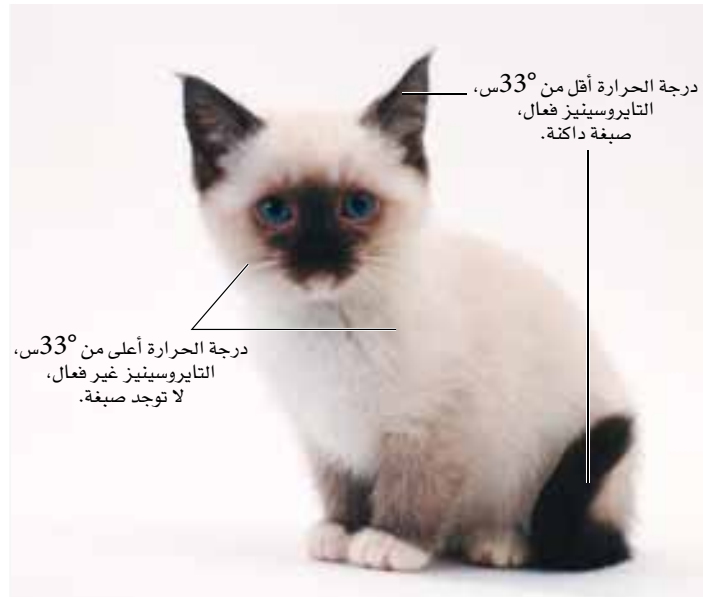 درجة الحرارة أقل من 33°س،
التايروسينيز فعال،
صبغة داكنة.
درجة الحرارة أعلى من 33°س،
التايروسينيز غير فعال،
لا توجد صبغة.